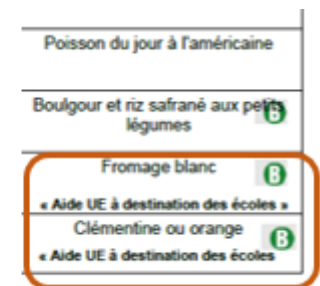 Poisson du jour à l'américaine
Boulgour et riz safrané aux petits
légumes
B
Fromage blanc
B
« Aide UE à destination des écoles »
Clémentine ou orange
B
« Aide UE à destination des écoles